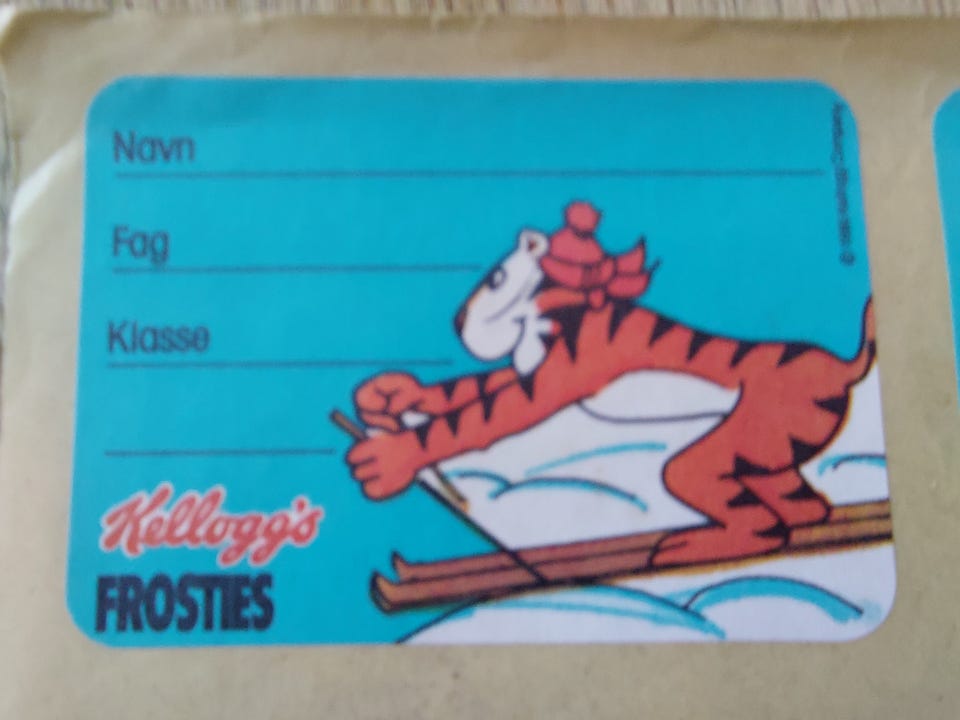 Navn
Fag
Klasse
Kellogg's
FROSTIES